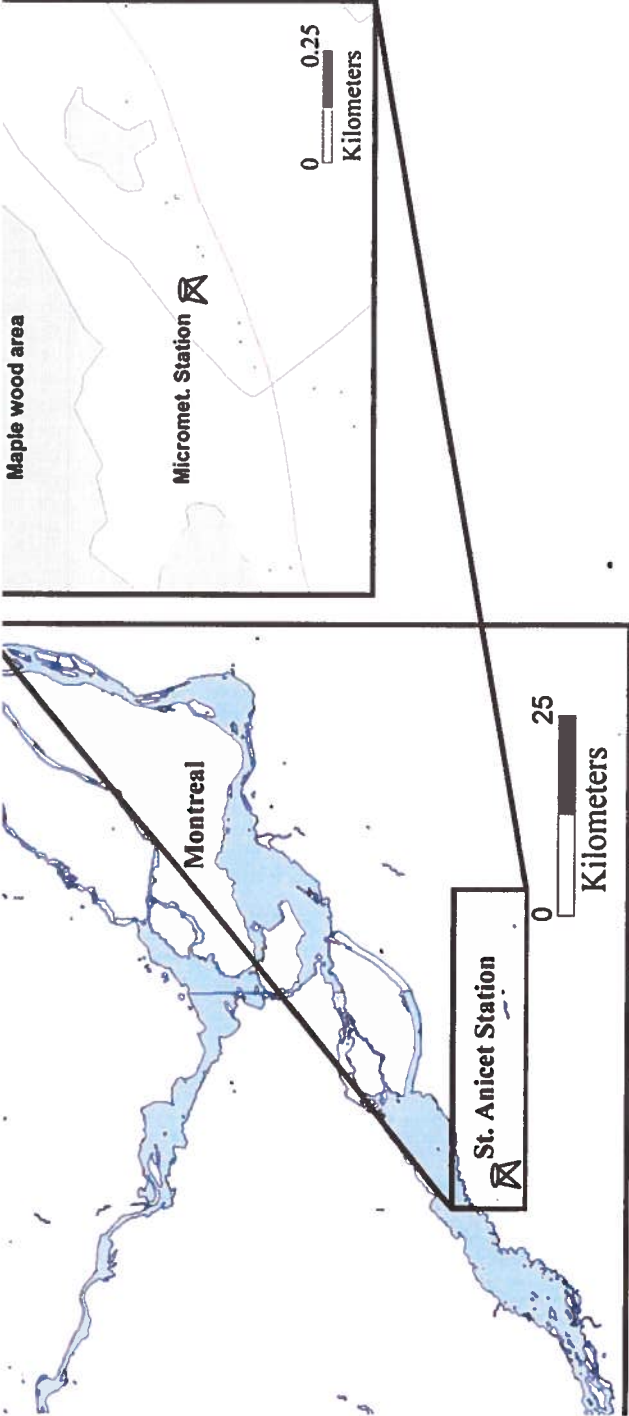 Maple wood area
Micromet. Station
0 0.25
Kilometers
Montreal
St. Anicet Station
0 25
Kilometers